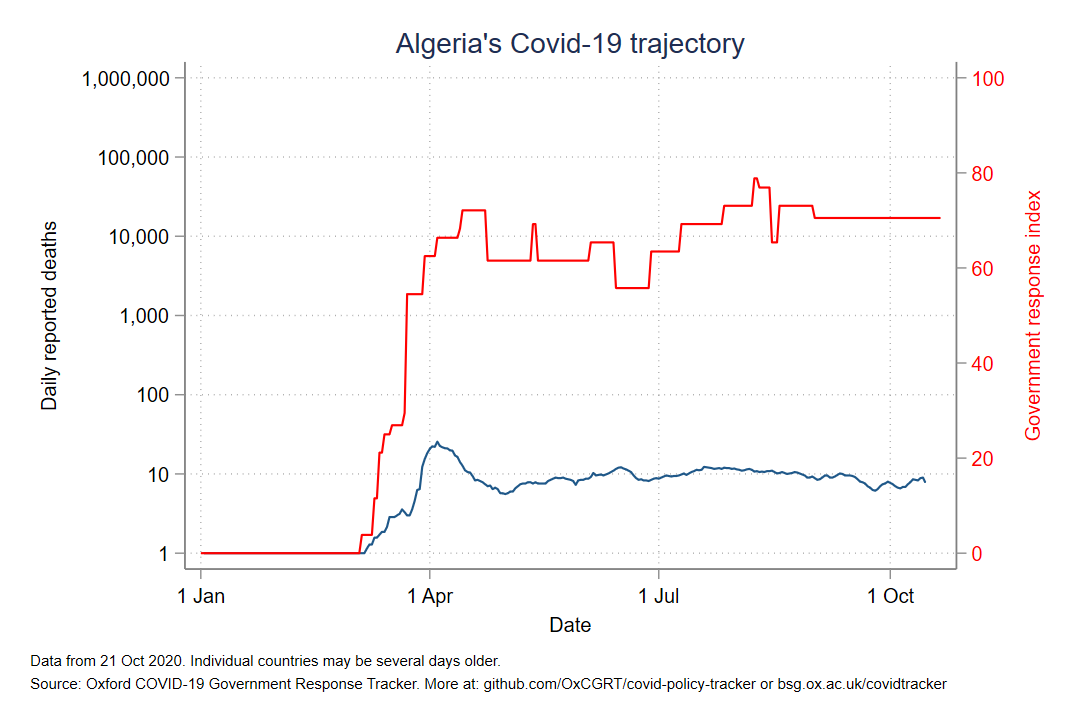 Algeria's Covid-19 trajectory
1,000,000
100,000
10,000
1,000
100
10
1
Daily reported deaths
100
80
60
40
20
0
Government response index
1 Jan
1 Apr
1 Jul
1 Oct
Date
Data from 21 Oct 2020. Individual countries may be several days older.
Source: Oxford COVID-19 Government Response Tracker. More at: github.com/OxCGRT/covid-policy-tracker or bsg.ox.ac.uk/covidtracker